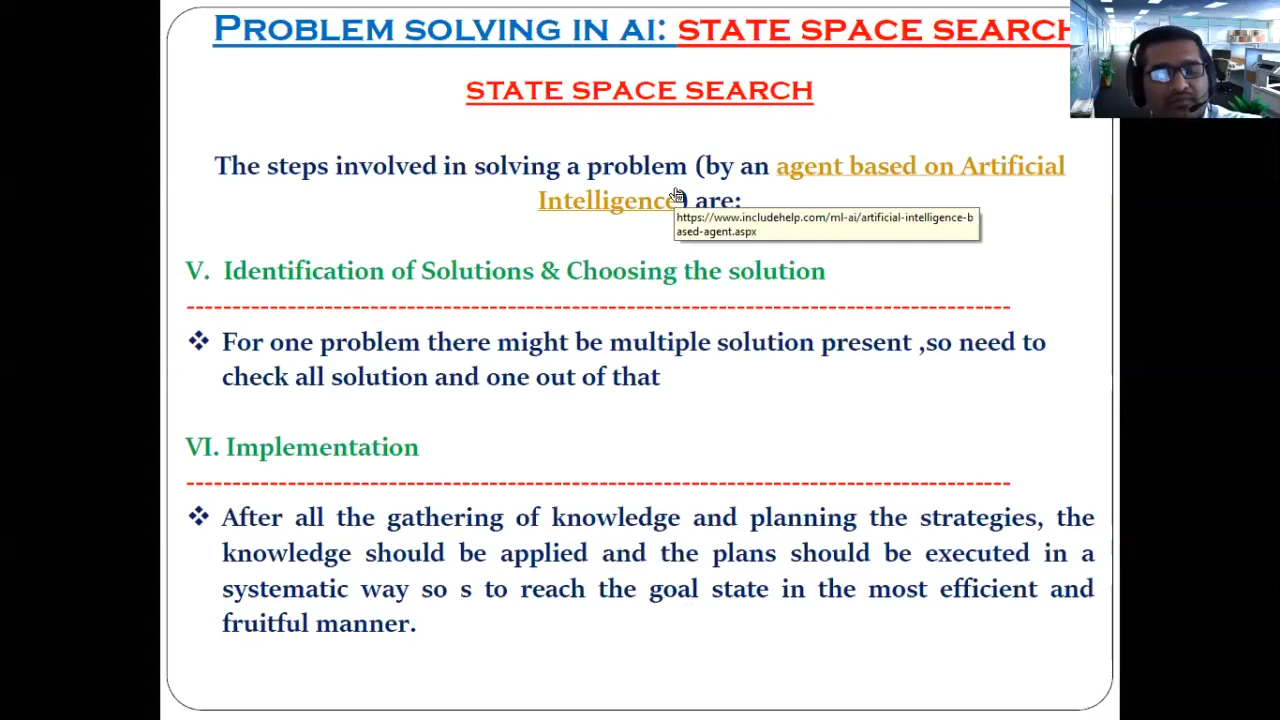 PROBLEM SOLVING IN AI: STATE SPACE SEARCH
STATE SPACE SEARCH
The steps involved in solving a problem (by an agent based on Artificial
Intelligence) are:
https://www.includehelp.com/ml-ai/artificial-intelligence-b
ased-agent.aspx
V. Identification of Solutions & Choosing the solution
❖ For one problem there might be multiple solution present ,so need to
check all solution and one out of that
VI. Implementation
❖ After all the gathering of knowledge and planning the strategies, the
knowledge should be applied and the plans should be executed in a
systematic way so s to reach the goal state in the most efficient and
fruitful manner.